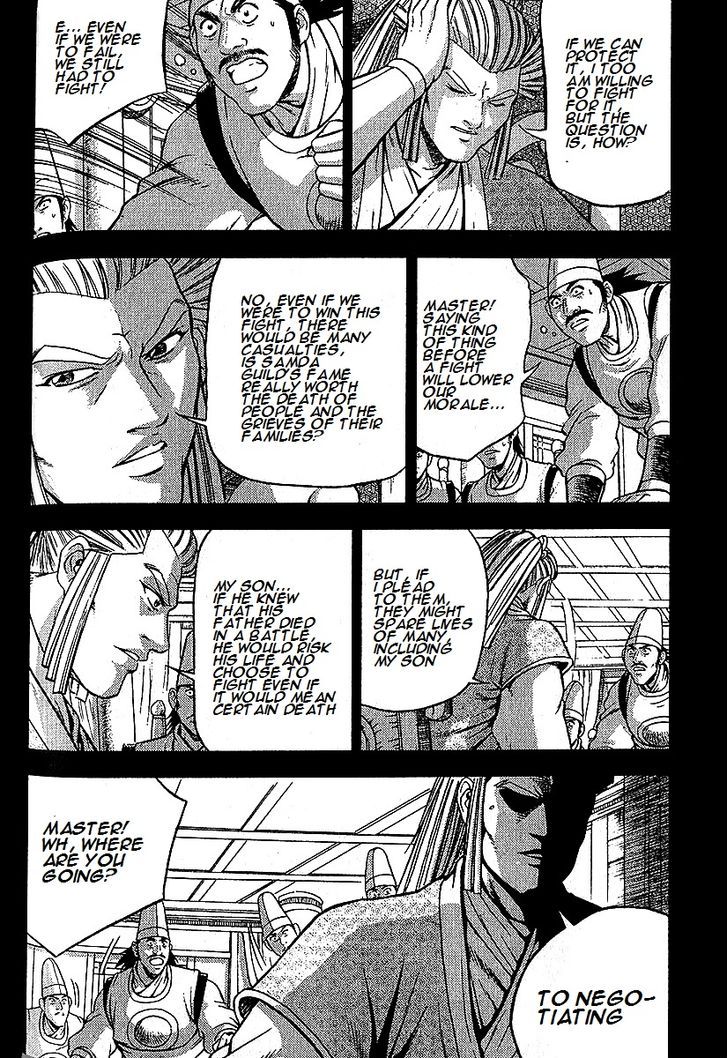 IF WE CAN
PROTECT
IT, I TOO
AM WILLING
TO FIGHT
FOR IT,
BUT THE
QUESTION
IS, HOW?
E... EVEN
IF WE WERE
TO FAIL,
WE STILL
HAD TO
FIGHT!
MASTER!
SAYING
THIS KIND
OF THING
BEFORE
A FIGHT
WILL LOWER
OUR
MORALE...
NO, EVEN IF WE
WERE TO WIN THIS
FIGHT, THERE
WOULD BE MANY
CASUALTIES,
IS SAMDA
GUILD'S FAME
REALLY WORTH
THE DEATH OF
PEOPLE AND THE
GRIEVES OF THEIR
FAMILIES?
BUT, IF
I PLEAD
TO THEM,
THEY MIGHT
SPARE LIVES
OF MANY,
INCLUDING
MY SON
MY SON...
IF HE KNEW
THAT HIS
FATHER DIED
IN A BATTLE,
HE WOULD RISK
HIS LIFE AND
CHOOSE TO
FIGHT EVEN IF
IT WOULD MEAN
CERTAIN DEATH
MASTER!
WH, WHERE
ARE YOU
GOING?
TO NEGO-
TIATING